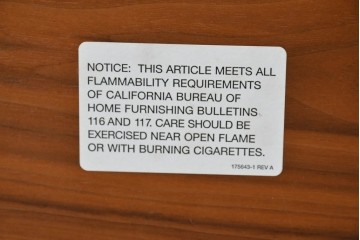 NOTICE: THIS ARTICLE MEETS ALL
FLAMMABILITY REQUIREMENTS
OF CALIFORNIA BUREAU OF
HOME FURNISHING BULLETINS
116 AND 117. CARE SHOULD BE
EXERCISED NEAR OPEN FLAME
OR WITH BURNING CIGARETTES.
175043-1 REV A